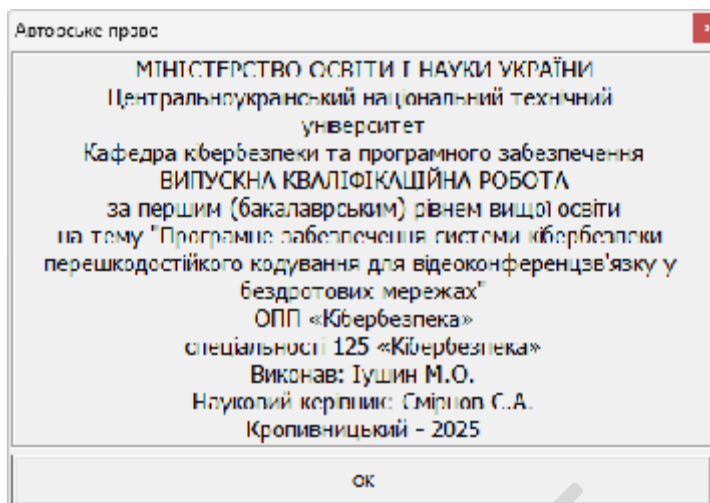 Авторське право
МІНІСТЕРСТВО ОСВІТИ І НАУКИ УКРАЇНИ
Центральноукраїнський національний технічний
університет
Кафедра кібербезпеки та програмного забезпечення
ВИПУСКНА КВАЛІФІКАЦІЙНА РОБОТА
за першим (бакалаврським) рівнем вищої освіти
на тему "Програмне забезпечення системи кібербезпеки
перешкодостійкого кодування для відеоконференцзв'язку у
бездротових мережах"
ОПП «Кібербезпека»
спеціальності 125 «Кібербезпека»
Виконав: Іушин М.О.
Науковий керівник: Смірнов С.А.
Кропивницький - 2025
ОК